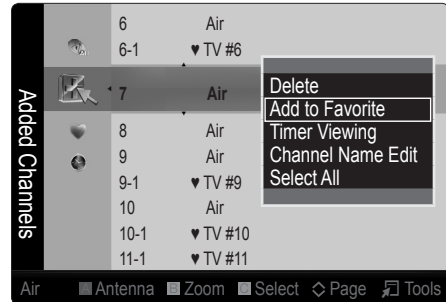 Added Channels
6 Air
6-1 ♥ TV #6
7 Air
8 Air
9 Air
9-1 ♥ TV #9
10 Air
10-1 ♥ TV #10
11-1 ♥ TV #11
Delete
Add to Favorite
Timer Viewing
Channel Name Edit
Select All
Air A Antenna B Zoom C Select Page Tools